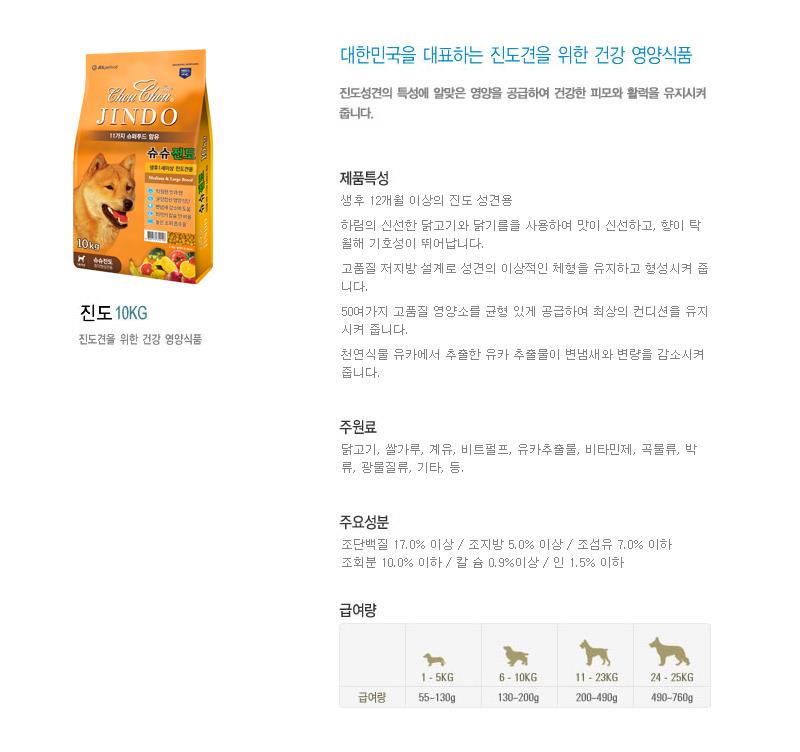 대한민국을 대표하는 진도견을 위한 건강 영양식품
진도성견의 특성에 알맞은 영양을 공급하여 건강한 피모와 활력을 유지시켜
줍니다.
Chou Chou
JINDO
11가지 슈퍼푸드 함유
슈슈진도
생후1세이상 진도견용
Medium & Large Breed
10kg
슈슈진도
진도 10KG
진도견을 위한 건강 영양식품
제품특성
생후 12개월 이상의 진도 성견용
하림의 신선한 닭고기와 닭기름을 사용하여 맛이 신선하고, 향이 탁
월해 기호성이 뛰어납니다.
고품질 저지방 설계로 성견의 이상적인 체형을 유지하고 형성시켜 줍
니다.
50여가지 고품질 영양소를 균형 있게 공급하여 최상의 컨디션을 유지
시켜 줍니다.
천연식물 유카에서 추출한 유카 추출물이 변냄새와 변량을 감소시켜
줍니다.
주원료
닭고기, 쌀가루, 계유, 비트펄프, 유카추출물, 비타민제, 곡물류, 박
류, 광물질류, 기타, 등.
주요성분
조단백질 17.0% 이상 / 조지방 5.0% 이상 / 조섬유 7.0% 이하
조회분 10.0% 이하 / 칼 슘 0.9%이상 / 인 1.5% 이하
급여량
1 - 5KG 6 - 10KG 11 - 23KG 24 - 25KG
급여량 55~130g 130~200g 200~490g 490~760g